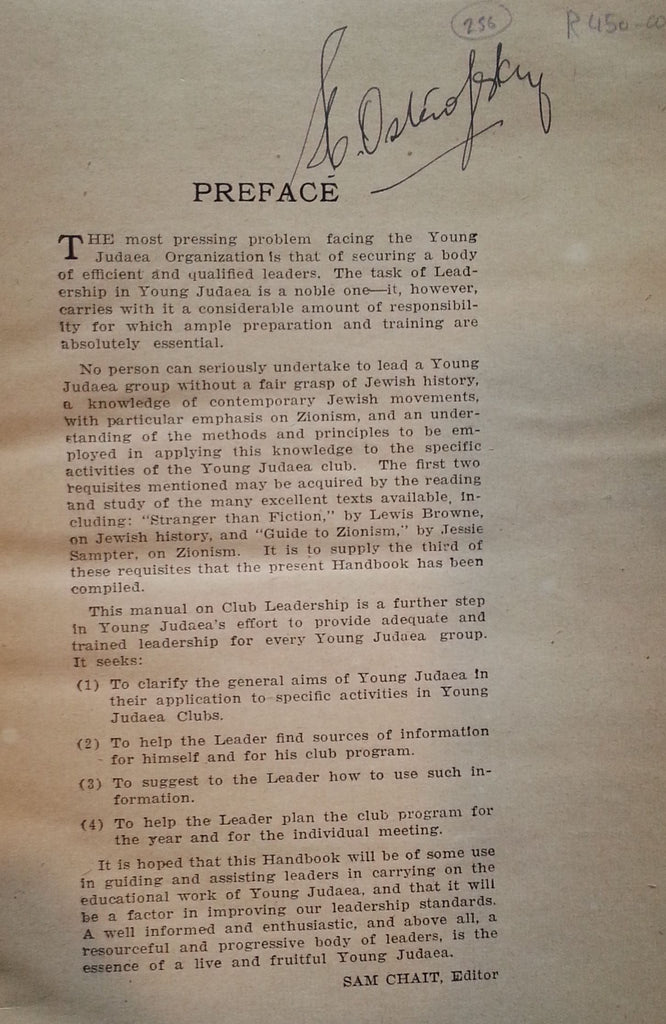 256
R 450-00
Ostrofsky
PREFACE
THE most pressing problem facing the Young
Judaea Organization is that of securing a body
of efficient and qualified leaders. The task of Lead-
ership in Young Judaea is a noble one—it, however,
carries with it a considerable amount of responsibil-
ity for which ample preparation and training are
absolutely essential.
No person can seriously undertake to lead a Young
Judaea group without a fair grasp of Jewish history,
a knowledge of contemporary Jewish movements,
with particular emphasis on Zionism, and an under-
standing of the methods and principles to be em-
ployed in applying this knowledge to the specific
activities of the Young Judaea club. The first two
requisites mentioned may be acquired by the reading
and study of the many excellent texts available, in-
cluding: "Stranger than Fiction," by Lewis Browne,
on Jewish history, and "Guide to Zionism," by Jessie
Sampter, on Zionism. It is to supply the third of
these requisites that the present Handbook has been
compiled.
This manual on Club Leadership is a further step
in Young Judaea's effort to provide adequate and
trained leadership for every Young Judaea group.
It seeks:
(1) To clarify the general aims of Young Judaea in
their application to specific activities in Young
Judaea Clubs.
(2) To help the Leader find sources of information
for himself and for his club program.
(3) To suggest to the Leader how to use such in-
formation.
(4) To help the Leader plan the club program for
the year and for the individual meeting.
It is hoped that this Handbook will be of some use
in guiding and assisting leaders in carrying on the
educational work of Young Judaea, and that it will
be a factor in improving our leadership standards.
A well informed and enthusiastic, and above all, a
resourceful and progressive body of leaders, is the
essence of a live and fruitful Young Judaea.
SAM CHAIT, Editor